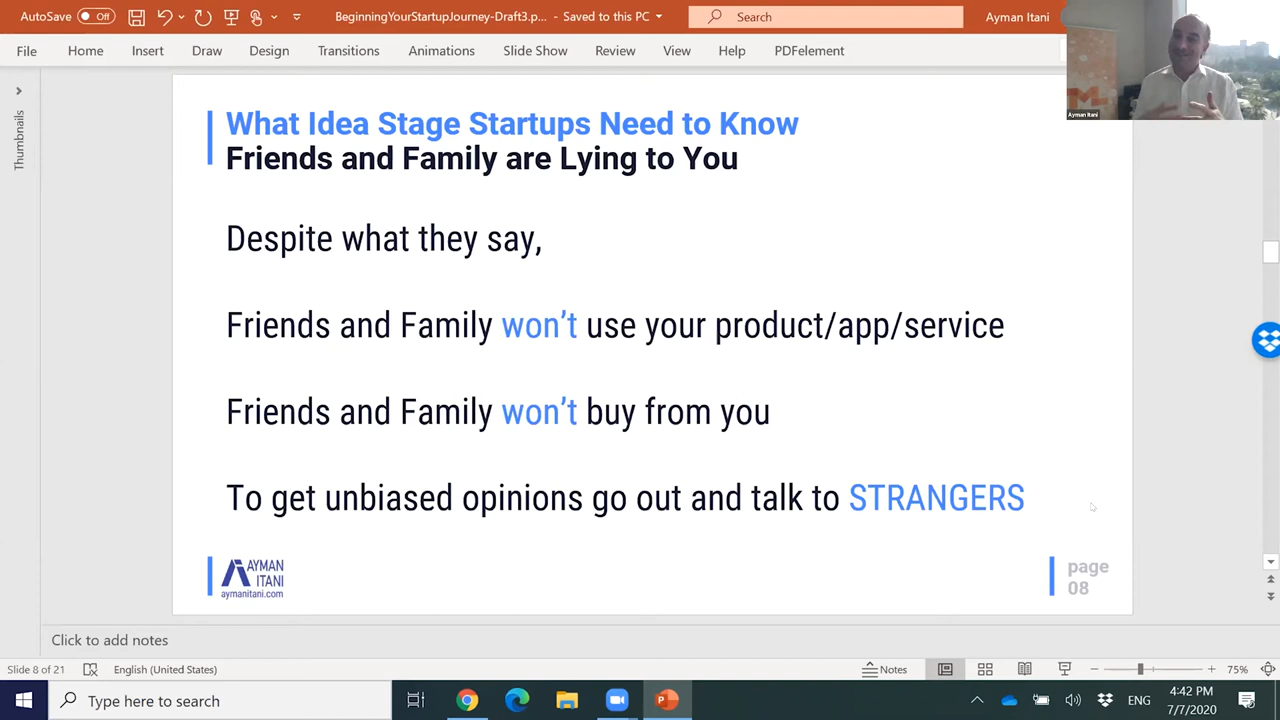 AutoSave Off
BeginningYourStartupJourney-Draft3.p... – Saved to this PC
Search
Ayman Itani
File Home Insert Draw Design Transitions Animations Slide Show Review View Help PDFelement
Ayman Itani
Thumbnails
What Idea Stage Startups Need to Know
Friends and Family are Lying to You
Despite what they say,
Friends and Family won't use your product/app/service
Friends and Family won't buy from you
To get unbiased opinions go out and talk to STRANGERS
AYMAN
ITANI
aymanitani.com
page
08
Click to add notes
Slide 8 of 21 English (United States) Notes 75%
Type here to search
ENG
4:42 PM
7/7/2020